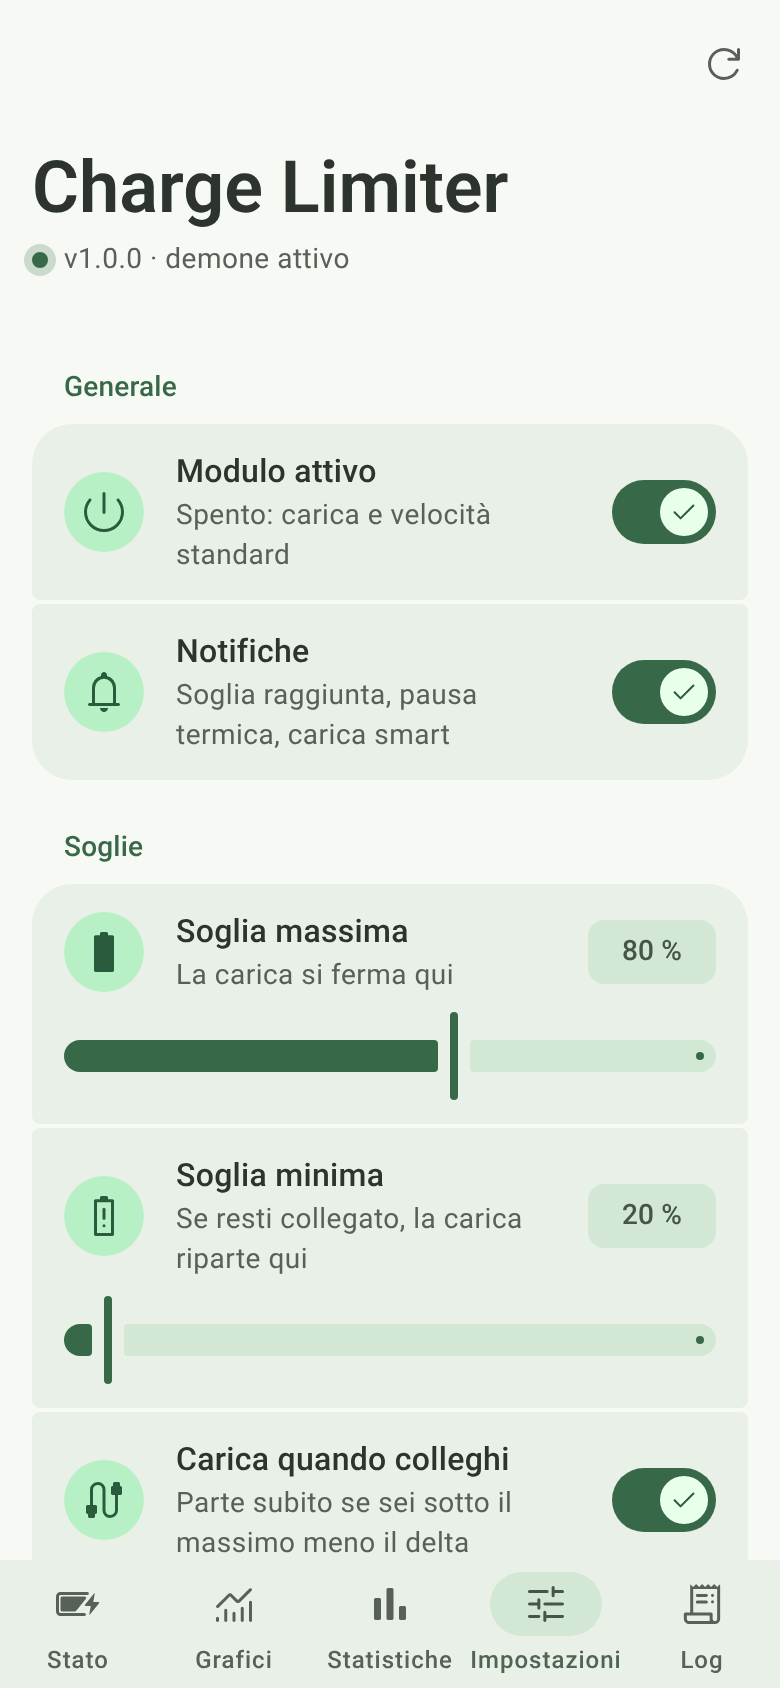 Charge Limiter
v1.0.0 · demone attivo
Generale
Modulo attivo
Spento: carica e velocità
standard
Notifiche
Soglia raggiunta, pausa
termica, carica smart
Soglie
Soglia massima
La carica si ferma qui
80 %
Soglia minima
Se resti collegato, la carica
riparte qui
20 %
Carica quando colleghi
Parte subito se sei sotto il
massimo meno il delta
Stato
Grafici
Statistiche
Impostazioni
Log